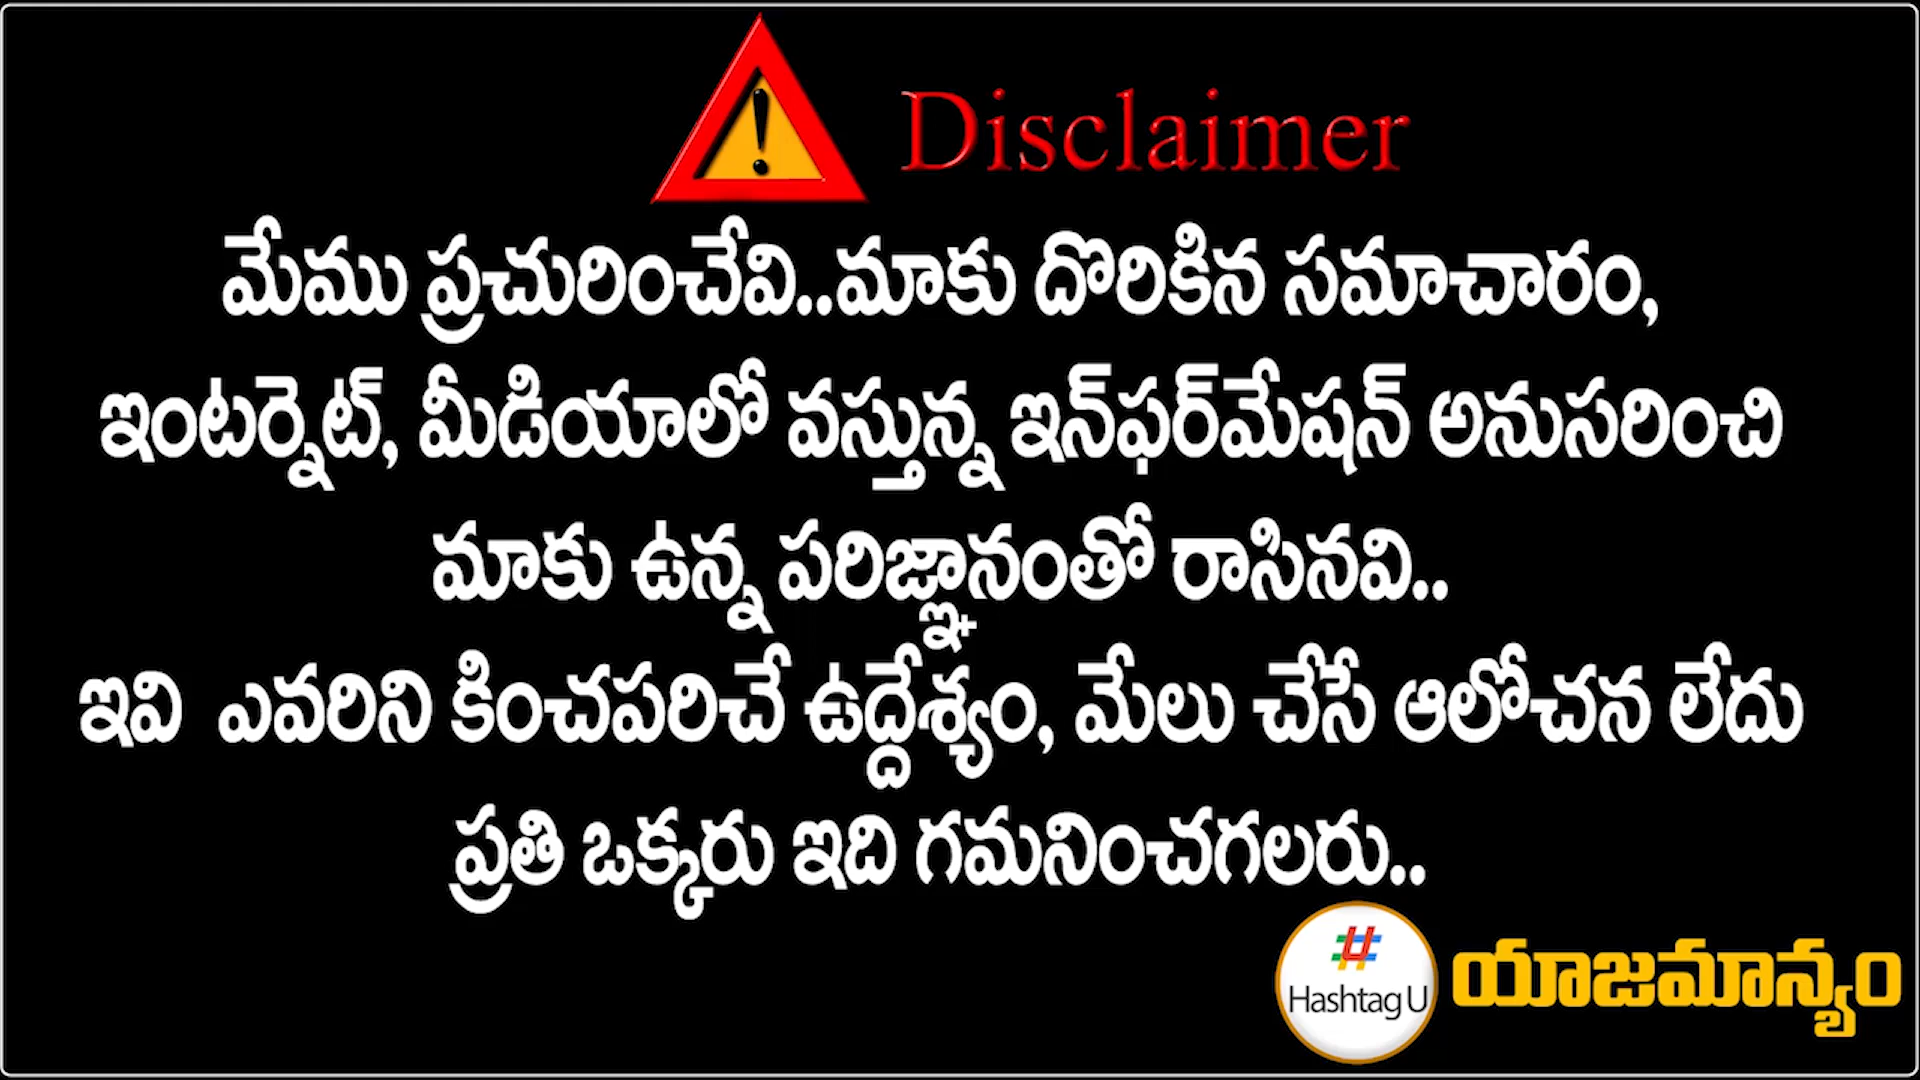 Disclaimer
మేము ప్రచురించేవి..మాకు దొరికిన సమాచారం,
ఇంటర్నెట్, మీడియాలో వస్తున్న ఇన్‌ఫర్‌మేషన్ అనుసరించి
మాకు ఉన్న పరిజ్ఞానంతో రాసినవి..
ఇవి ఎవరిని కించపరిచే ఉద్దేశ్యం, మేలు చేసే ఆలోచన లేదు
ప్రతి ఒక్కరు ఇది గమనించగలరు..
#
Hashtag U
యాజమాన్యం